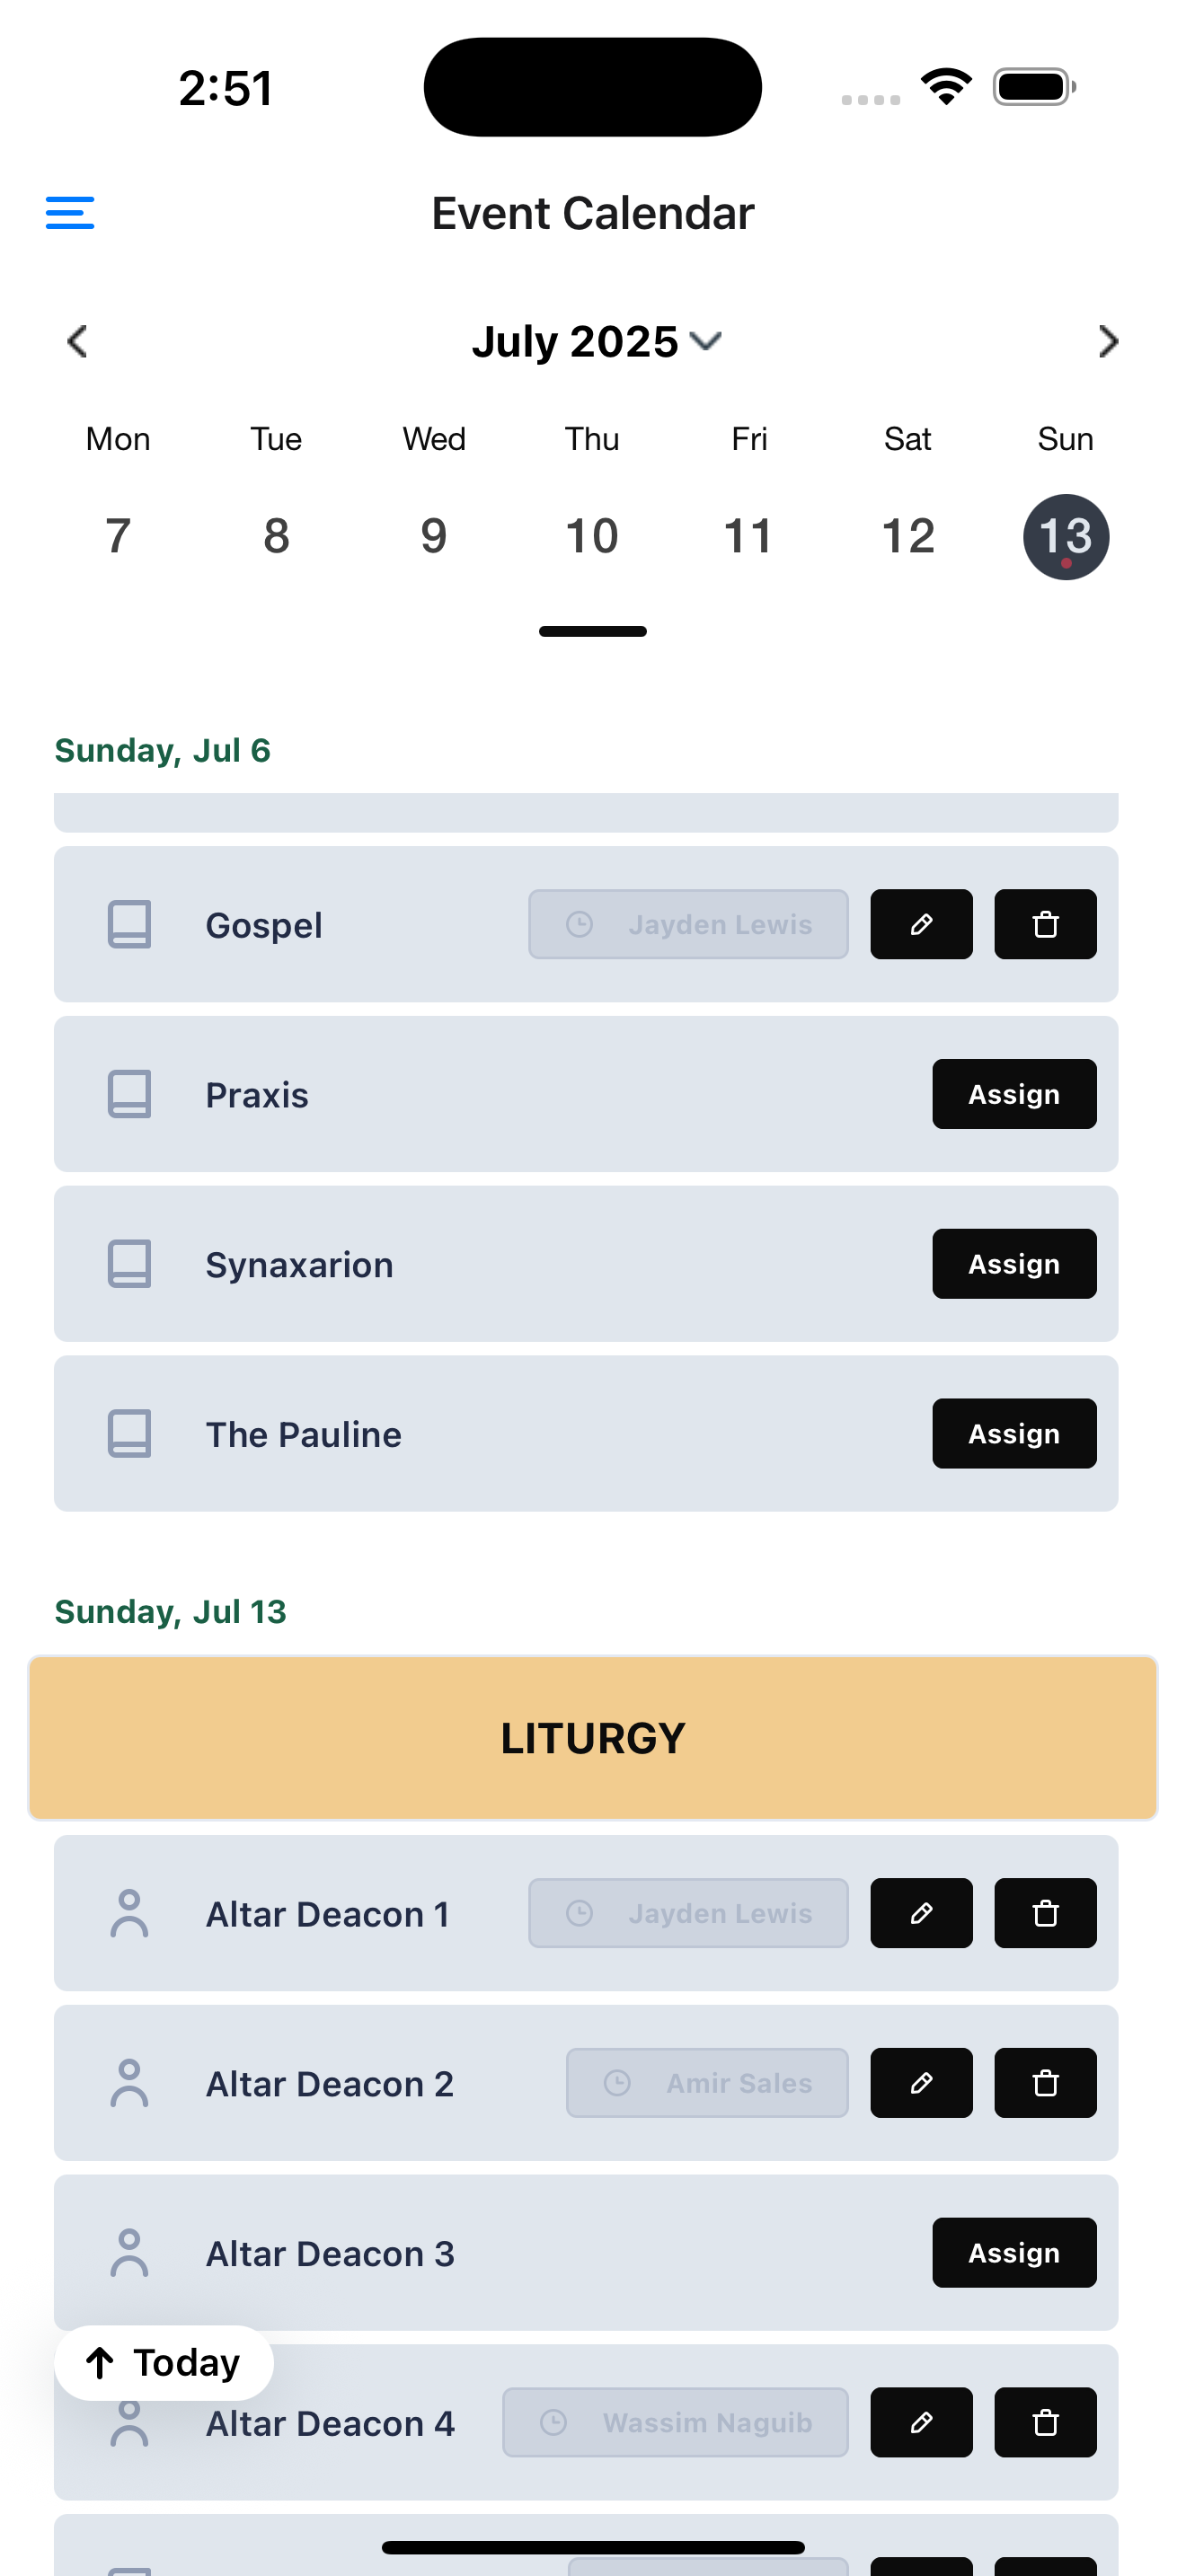 2:51
Event Calendar
July 2025
Mon Tue Wed Thu Fri Sat Sun
7 8 9 10 11 12 13
Sunday, Jul 6
Gospel Jayden Lewis
Praxis Assign
Synaxarion Assign
The Pauline Assign
Sunday, Jul 13
LITURGY
Altar Deacon 1 Jayden Lewis
Altar Deacon 2 Amir Sales
Altar Deacon 3 Assign
Today
Altar Deacon 4 Wassim Naguib